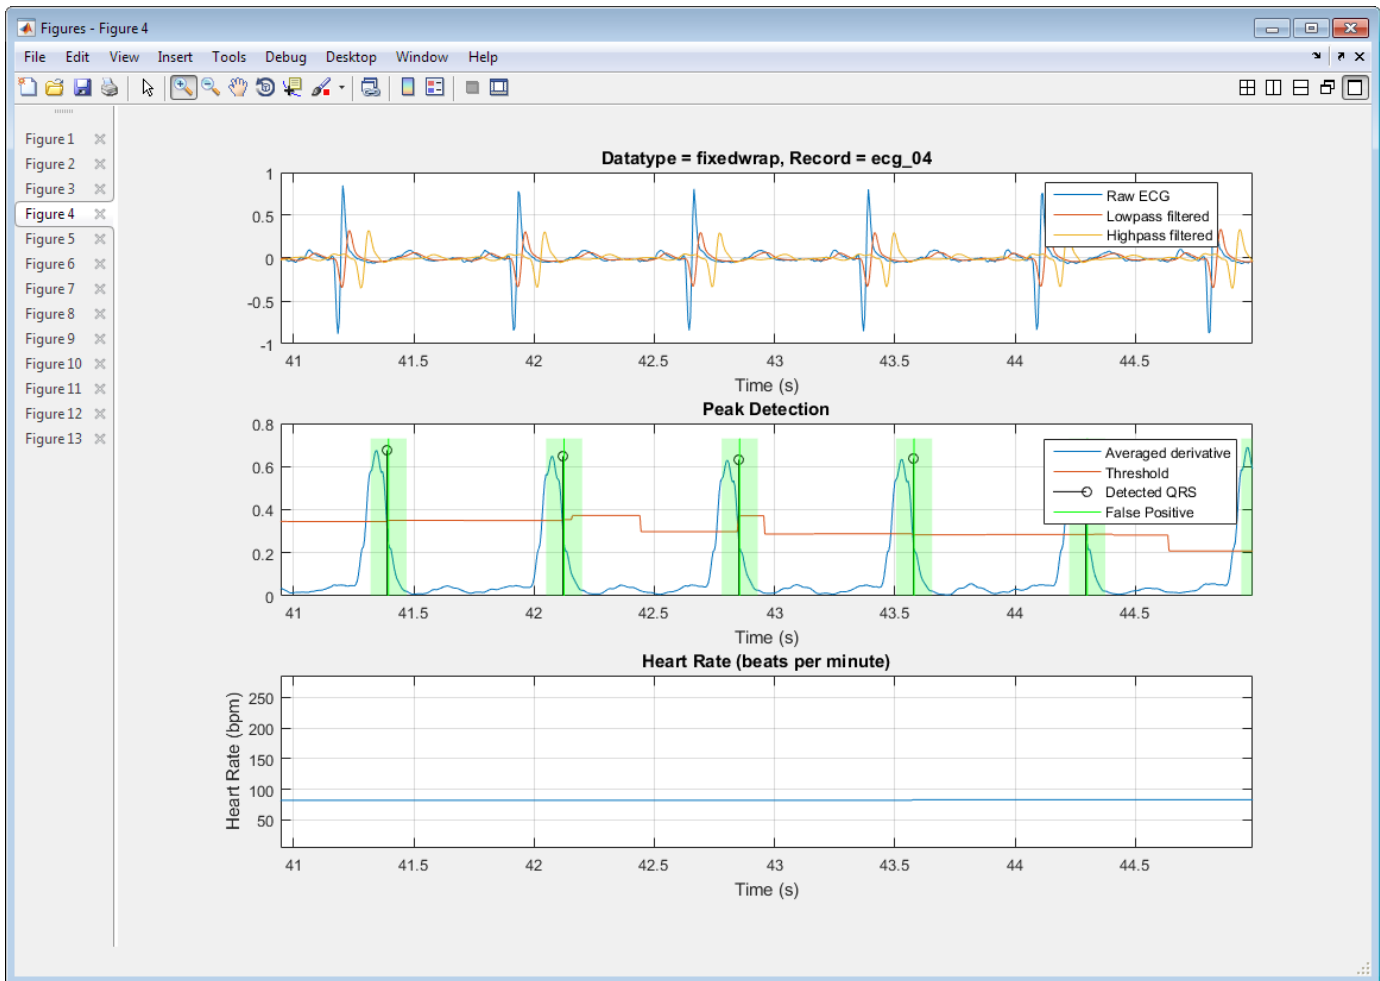 Figures - Figure 4
File Edit View Insert Tools Debug Desktop Window Help
Figure 1
Figure 2
Figure 3
Figure 4
Figure 5
Figure 6
Figure 7
Figure 8
Figure 9
Figure 10
Figure 11
Figure 12
Figure 13
Datatype = fixedwrap, Record = ecg_04
1
0.5
0
-0.5
-1
Raw ECG
Lowpass filtered
Highpass filtered
41 41.5 42 42.5 43 43.5 44 44.5
Time (s)
Peak Detection
0.8
0.6
0.4
0.2
0
Averaged derivative
Threshold
Detected QRS
False Positive
41 41.5 42 42.5 43 43.5 44 44.5
Time (s)
Heart Rate (beats per minute)
Heart Rate (bpm)
250
200
150
100
50
41 41.5 42 42.5 43 43.5 44 44.5
Time (s)